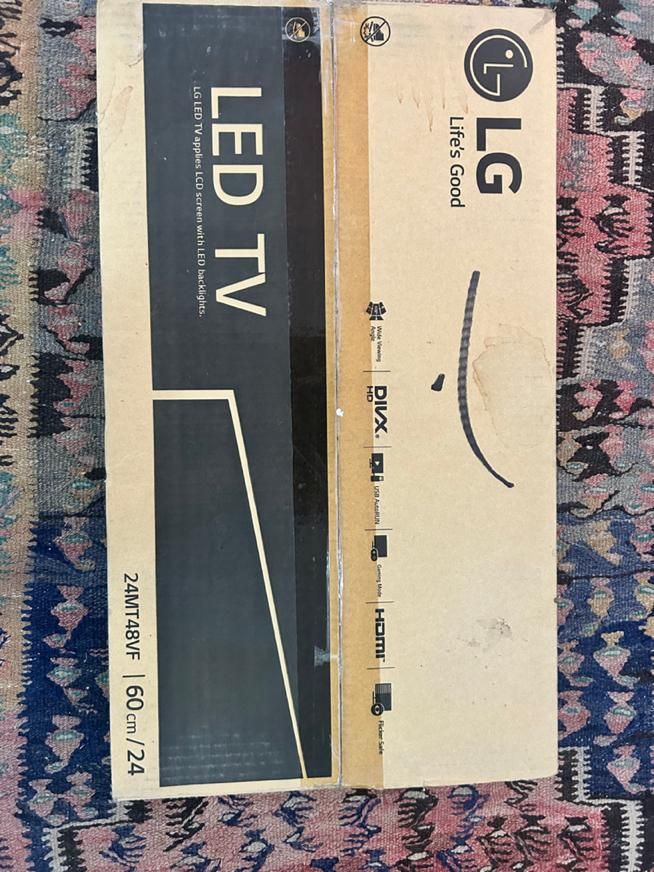 LG
Life's Good
Wide Viewing
Angle
DIVX®
HD
USB AutoRUN
Gaming Mode
HDMI
Flicker Safe
LED TV
LG LED TV applies LCD screen with LED backlights.
24MT48VF | 60 cm / 24